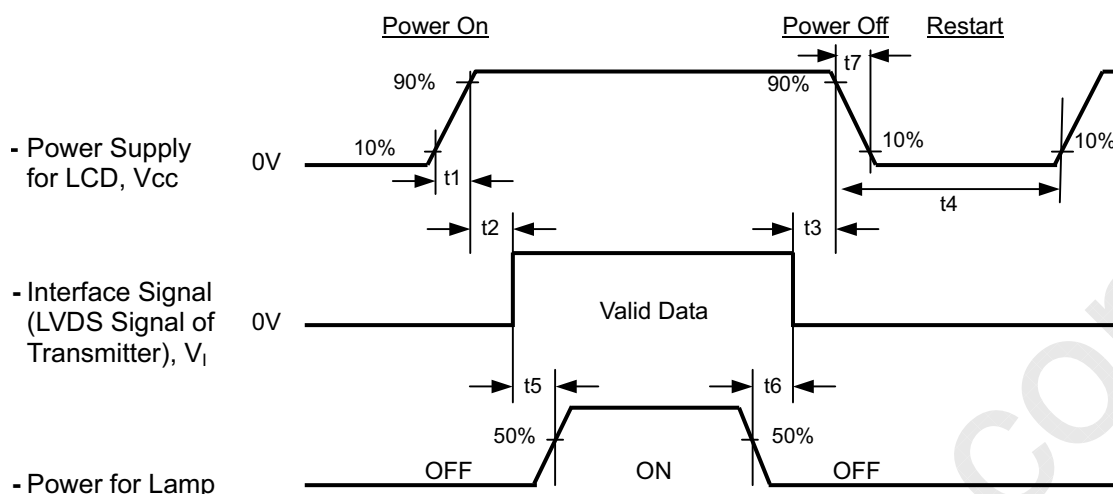 Power On
Power Off
Restart
t7
90%
90%
10%
10%
10%
- Power Supply
for LCD, Vcc
0V
t1
t4
t2
t3
- Interface Signal
(LVDS Signal of
Transmitter), VI
0V
Valid Data
t5
t6
50%
50%
OFF
ON
OFF
- Power for Lamp